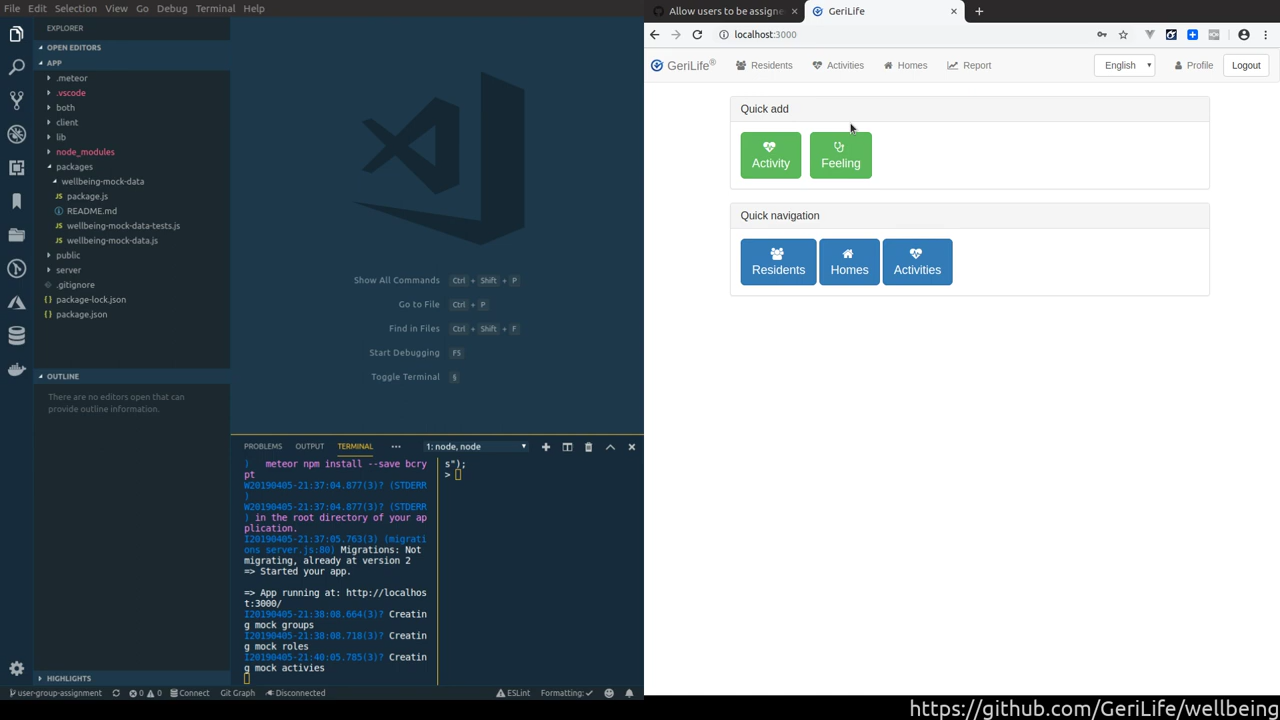 File Edit Selection View Go Debug Terminal Help
EXPLORER
OPEN EDITORS
APP
.meteor
.vscode
both
client
lib
node_modules
packages
wellbeing-mock-data
JS package.js
README.md
JS wellbeing-mock-data-tests.js
JS wellbeing-mock-data.js
public
server
.gitignore
{} package-lock.json
{} package.json
OUTLINE
There are no editors open that can
provide outline information.
HIGHLIGHTS
Show All Commands Ctrl + Shift + P
Go to File Ctrl + P
Find in Files Ctrl + Shift + F
Start Debugging F5
Toggle Terminal §
PROBLEMS OUTPUT TERMINAL ••• 1: node, node
) meteor npm install --save bcry
pt
W20190405-21:37:04.877(3)? (STDERR
)
W20190405-21:37:04.877(3)? (STDERR
) in the root directory of your ap
plication.
I20190405-21:37:05.763(3) (migrati
ons_server.js:80) Migrations: Not
migrating, already at version 2
=> Started your app.
=> App running at: http://localhos
t:3000/
I20190405-21:38:08.664(3)? Creatin
g mock groups
I20190405-21:38:08.718(3)? Creatin
g mock roles
I20190405-21:40:05.785(3)? Creatin
g mock activies
s");
>
user-group-assignment 0 0 Connect Git Graph Disconnected ESLint Formatting: ✓
Allow users to be assigne × GeriLife × +
localhost:3000
GeriLife® Residents Activities Homes Report English Profile Logout
Quick add
Activity Feeling
Quick navigation
Residents Homes Activities
https://github.com/GeriLife/wellbeing